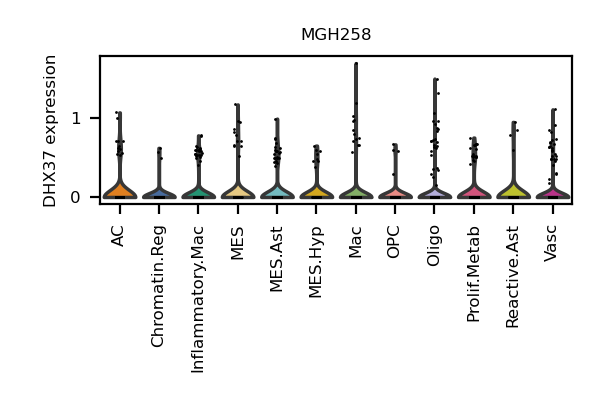 MGH258
DHX37 expression
1
0
AC
Chromatin.Reg
Inflammatory.Mac
MES
MES.Ast
MES.Hyp
Mac
OPC
Oligo
Prolif.Metab
Reactive.Ast
Vasc